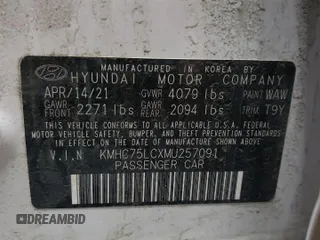 MANUFACTURED IN KOREA BY
HYUNDAI MOTOR COMPANY
APR/14/21 GVWR 4079 lbs PAINT WAW
GAWR FRONT 2271 lbs GAWR REAR 2094 lbs TRIM T9Y
THIS VEHICLE CONFORMS TO ALL APPLICABLE FEDERAL
MOTOR VEHICLE SAFETY, BUMPER, AND THEFT PREVENTION
STANDARDS IN EFFECT ON THE DATE OF
MANUFACTURE SHOWN ABOVE.
V.I.N KMHC75LCXMU257091
PASSENGER CAR
DREAMBID